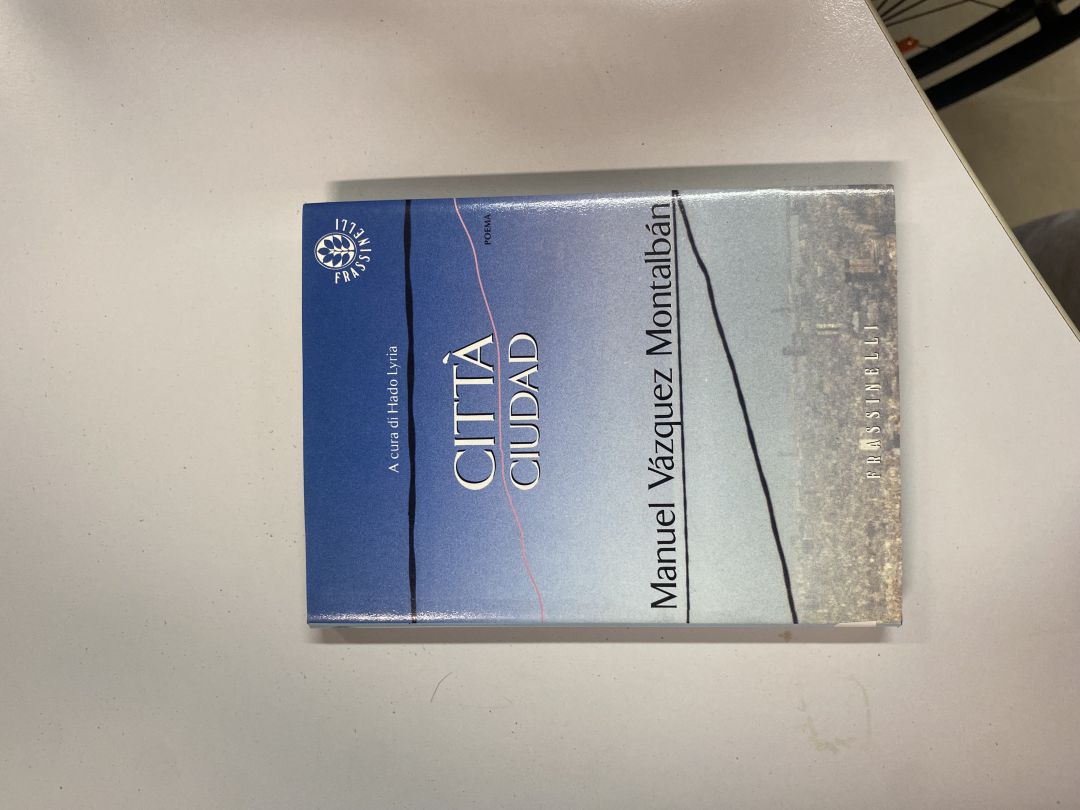 FRASSINELLI
A cura di Hado Lyria
CITTÀ
CIUDAD
POEMA
Manuel Vázquez Montalbán
FRASSINELLI